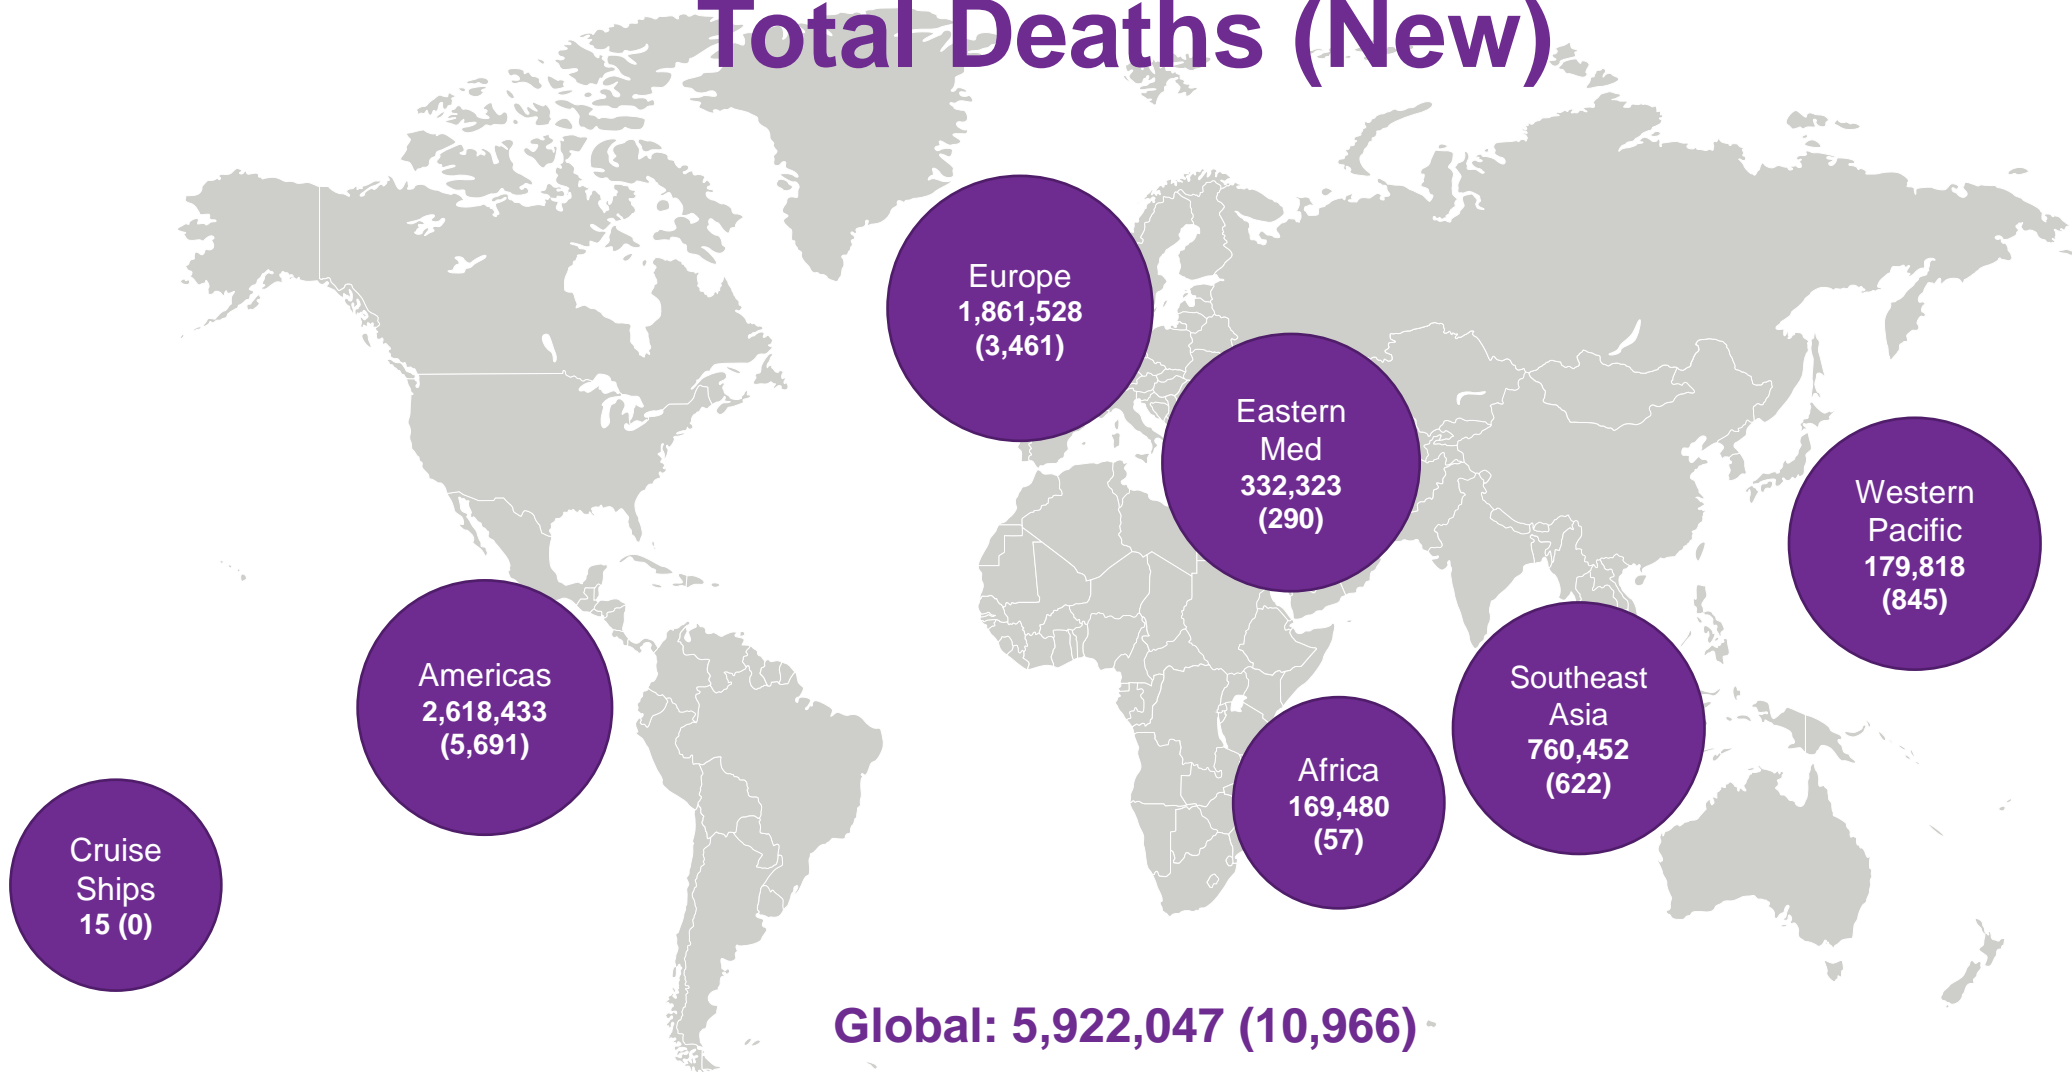 Total Deaths (New)
Europe
1,861,528
(3,461)
Eastern
Med
332,323
(290)
Western
Pacific
179,818
(845)
Americas
2,618,433
(5,691)
Southeast
Asia
760,452
(622)
Africa
169,480
(57)
Cruise
Ships
15 (0)
Global: 5,922,047 (10,966)